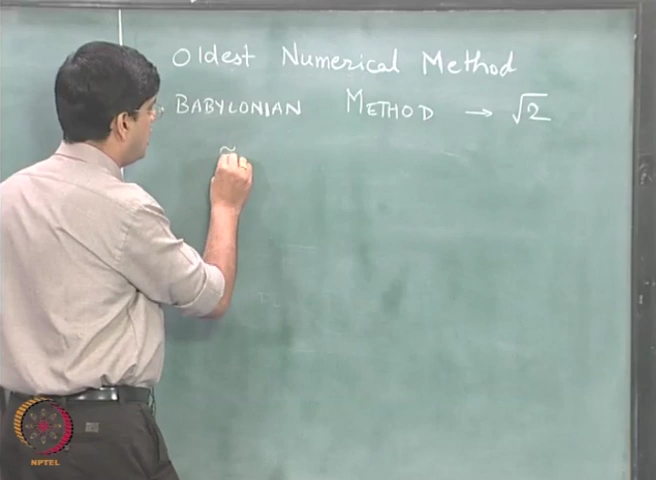 Oldest Numerical Method
BABYLONIAN METHOD → √2
≈
NPTEL